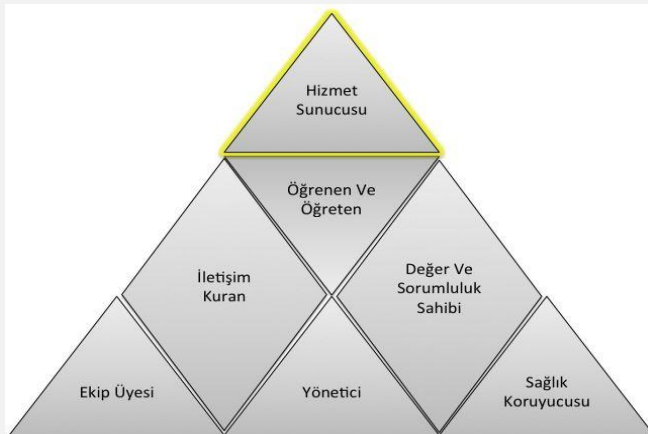 Hizmet
Sunucusu
Öğrenen Ve
Öğreten
İletişim
Kuran
Değer Ve
Sorumluluk
Sahibi
Ekip Üyesi
Yönetici
Sağlık
Koruyucusu